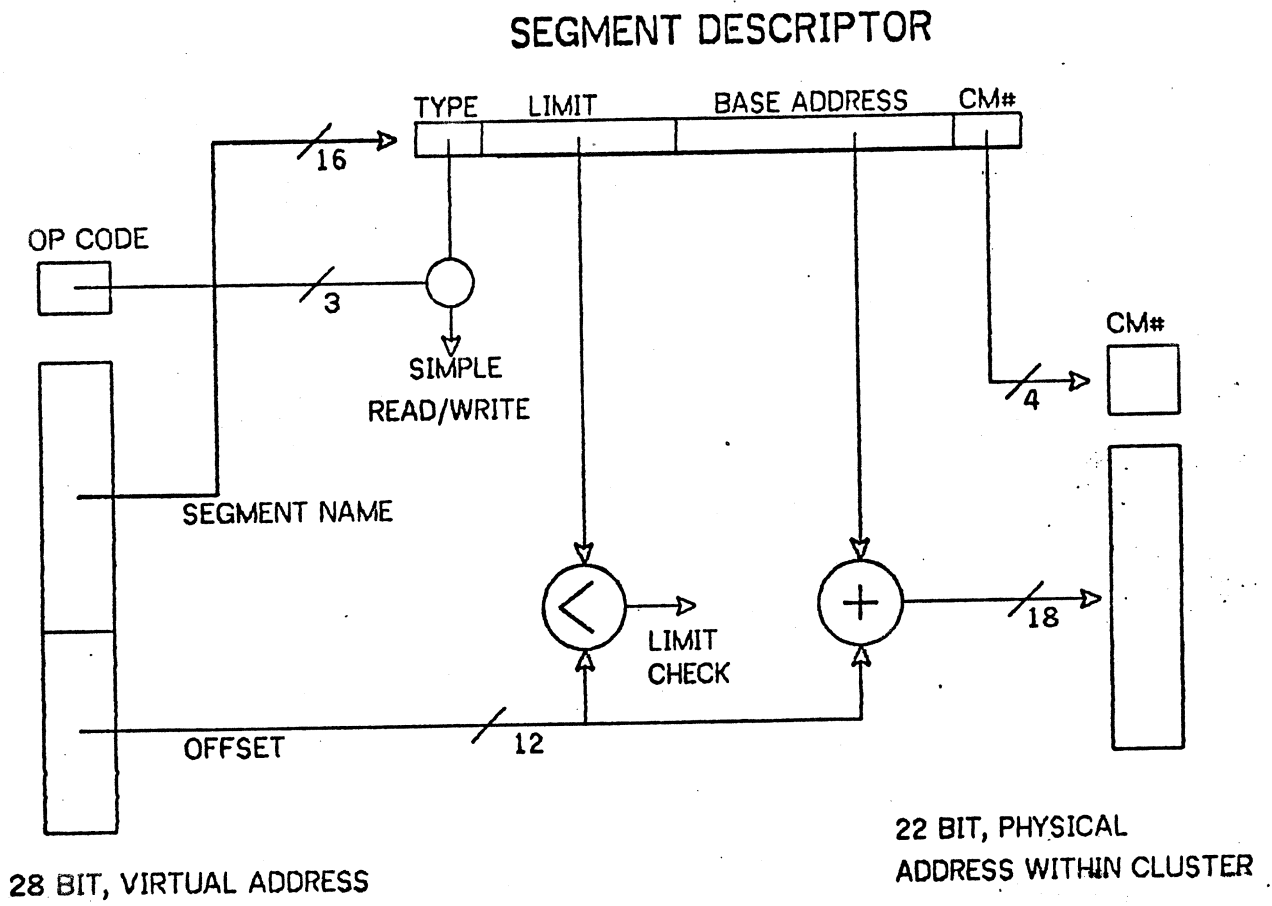 SEGMENT DESCRIPTOR
TYPE LIMIT BASE ADDRESS CM#
16
OP CODE
3
CM#
SIMPLE
READ/WRITE
4
SEGMENT NAME
<
+
18
LIMIT
CHECK
OFFSET
12
22 BIT, PHYSICAL
ADDRESS WITHIN CLUSTER
28 BIT, VIRTUAL ADDRESS